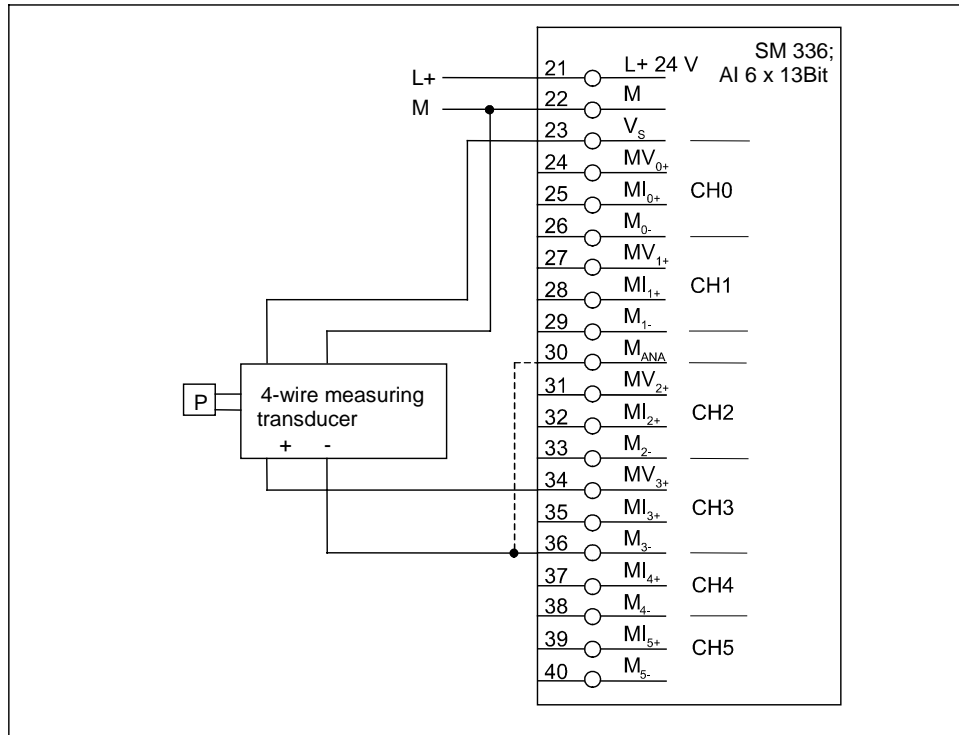 SM 336;
AI 6 x 13Bit
L+ 21 L+ 24 V
M 22 M
23 VS
24 MV0+
25 MI0+ CH0
26 M0-
27 MV1+
28 MI1+ CH1
29 M1-
30 MANA
31 MV2+
32 MI2+ CH2
33 M2-
34 MV3+
35 MI3+ CH3
36 M3-
37 MI4+ CH4
38 M4-
39 MI5+ CH5
40 M5-
P
4-wire measuring
transducer
+ -